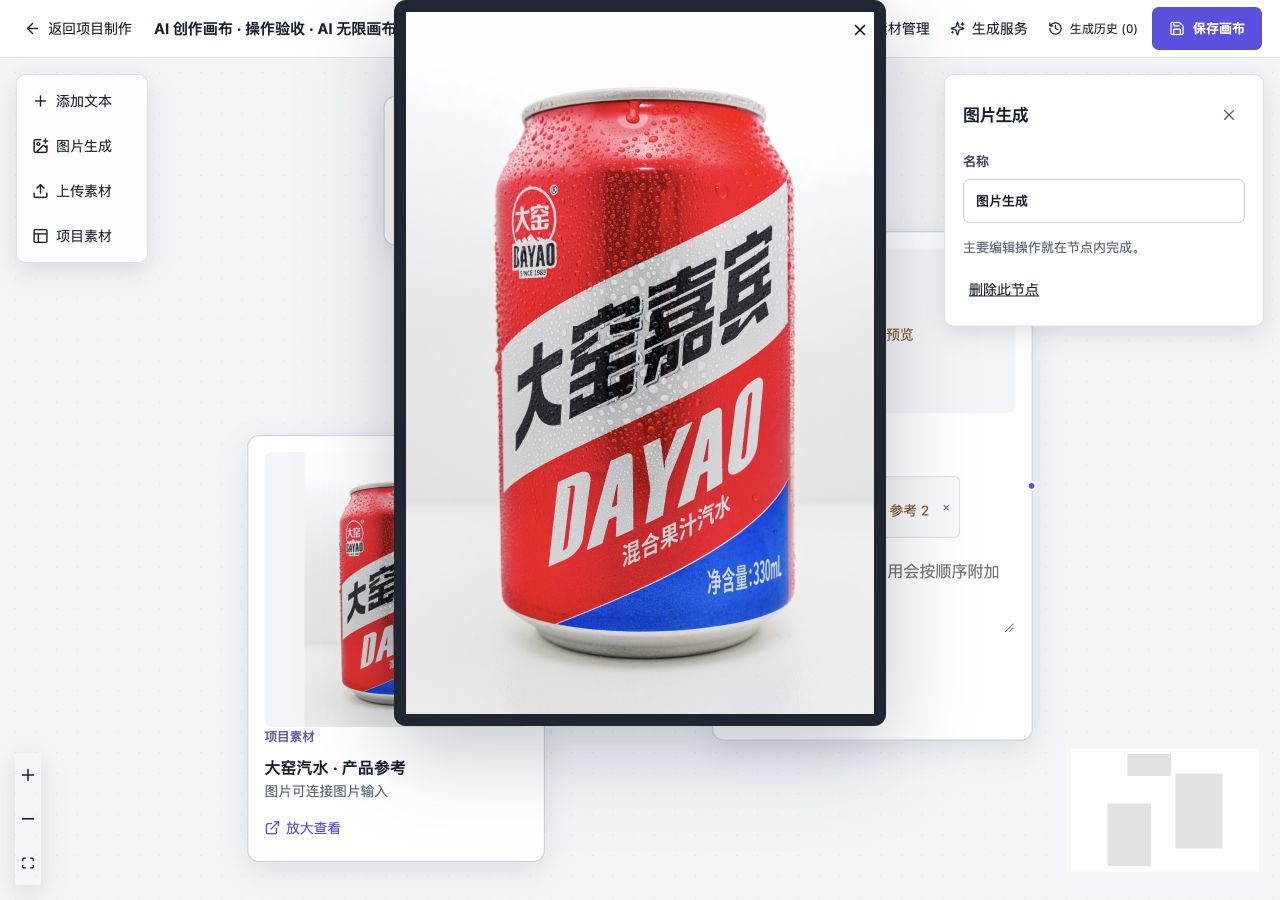 返回项目制作
AI 创作画布 · 操作验收 · AI 无限画布
材管理
生成服务
生成历史 (0)
保存画布
添加文本
图片生成
上传素材
项目素材
图片生成
名称
图片生成
主要编辑操作就在节点内完成。
删除此节点
大窑
®
DAYAO
SINCE 1983
大窑嘉宾
DAYAO
混合果汁汽水
净含量:330mL
预览
参考 2
×
用会按顺序附加
大窑
DAYAO
大窑
DA
项目素材
大窑汽水 · 产品参考
图片可连接图片输入
放大查看